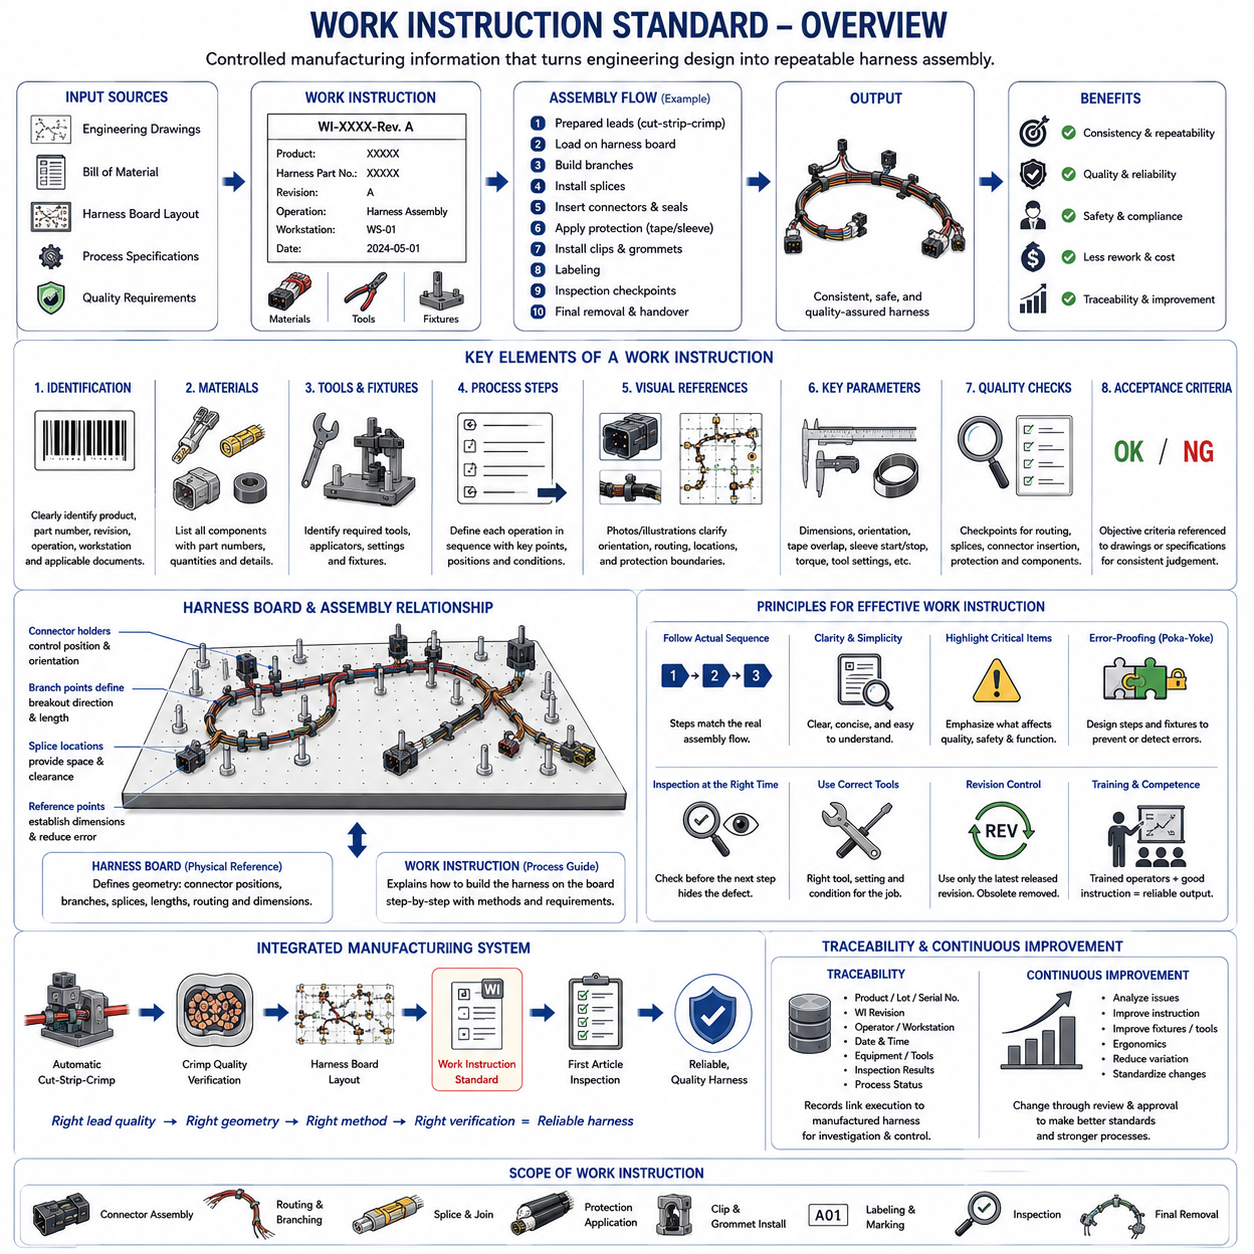 WORK INSTRUCTION STANDARD – OVERVIEW
Controlled manufacturing information that turns engineering design into repeatable harness assembly.
INPUT SOURCES
Engineering Drawings
Bill of Material
Harness Board Layout
Process Specifications
Quality Requirements
WORK INSTRUCTION
WI-XXXX-Rev. A
Product: XXXXX
Harness Part No.: XXXXX
Revision: A
Operation: Harness Assembly
Workstation: WS-01
Date: 2024-05-01
Materials
Tools
Fixtures
ASSEMBLY FLOW (Example)
1 Prepared leads (cut-strip-crimp)
2 Load on harness board
3 Build branches
4 Install splices
5 Insert connectors & seals
6 Apply protection (tape/sleeve)
7 Install clips & grommets
8 Labeling
9 Inspection checkpoints
10 Final removal & handover
OUTPUT
Consistent, safe, and
quality-assured harness
BENEFITS
Consistency & repeatability
Quality & reliability
Safety & compliance
$ Less rework & cost
Traceability & improvement
KEY ELEMENTS OF A WORK INSTRUCTION
1. IDENTIFICATION
Clearly identify product,
part number, revision,
operation, workstation
and applicable documents.
2. MATERIALS
List all components
with part numbers,
quantities and details.
3. TOOLS & FIXTURES
Identify required tools,
applicators, settings
and fixtures.
4. PROCESS STEPS
Define each operation in
sequence with key points,
positions and conditions.
5. VISUAL REFERENCES
Photos/illustrations clarify
orientation, routing, locations,
and protection boundaries.
6. KEY PARAMETERS
Dimensions, orientation,
tape overlap, sleeve start/stop,
torque, tool settings, etc.
7. QUALITY CHECKS
Checkpoints for routing,
splices, connector insertion,
protection and components.
8. ACCEPTANCE CRITERIA
OK / NG
Objective criteria referenced
to drawings or specifications
for consistent judgement.
HARNESS BOARD & ASSEMBLY RELATIONSHIP
Connector holders
control position &
orientation
Branch points define
breakout direction
& length
Splice locations
provide space &
clearance
Reference points
establish dimensions
& reduce error
HARNESS BOARD (Physical Reference)
Defines geometry: connector positions,
branches, splices, lengths, routing and dimensions.
WORK INSTRUCTION (Process Guide)
Explains how to build the harness on the board
step-by-step with methods and requirements.
PRINCIPLES FOR EFFECTIVE WORK INSTRUCTION
Follow Actual Sequence
1 → 2 → 3
Steps match the real
assembly flow.
Clarity & Simplicity
Clear, concise, and easy
to understand.
Highlight Critical Items
Emphasize what affects
quality, safety & function.
Error-Proofing (Poka-Yoke)
Design steps and fixtures to
prevent or detect errors.
Inspection at the Right Time
Check before the next step
hides the defect.
Use Correct Tools
Right tool, setting and
condition for the job.
Revision Control
REV
Use only the latest released
revision. Obsolete removed.
Training & Competence
Trained operators + good
instruction = reliable output.
INTEGRATED MANUFACTURIING SYSTEM
Automatic
Cut-Strip-Crimp
Crimp Quality
Verification
Harness Board
Layout
WI
Work Instruction
Standard
First Article
Inspection
Reliable,
Quality Harness
Right lead quality → Right geometry → Right method → Right verification = Reliable harness
TRACEABILITY & CONTINUOUS IMPROVEMENT
TRACEABILITY
• Product / Lot / Serial No.
• WI Revision
• Operator / Workstation
• Date & Time
• Equipment / Tools
• Inspection Results
• Process Status
Records link execution to
manufactured harness
for investigation & control.
CONTINUOUS IMPROVEMENT
• Analyze issues
• Improve instruction
• Improve fixtures / tools
• Ergonomics
• Reduce variation
• Standardize changes
Change through review & approval
to make better standards
and stronger processes.
SCOPE OF WORK INSTRUCTION
Connector Assembly
Routing &
Branching
Splice & Join
Protection
Application
Clip &
Grommet Install
A01
Labeling &
Marking
Inspection
Final Removal